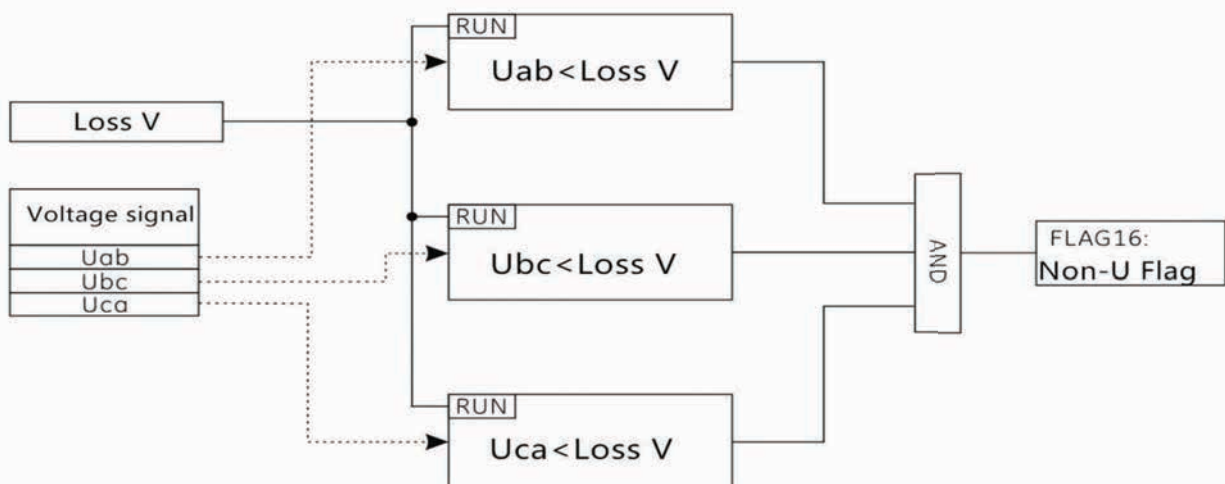 RUN
Uab<Loss V
Loss V
Voltage signal
Uab
Ubc
Uca
RUN
Ubc<Loss V
AND
FLAG16:
Non-U Flag
RUN
Uca<Loss V